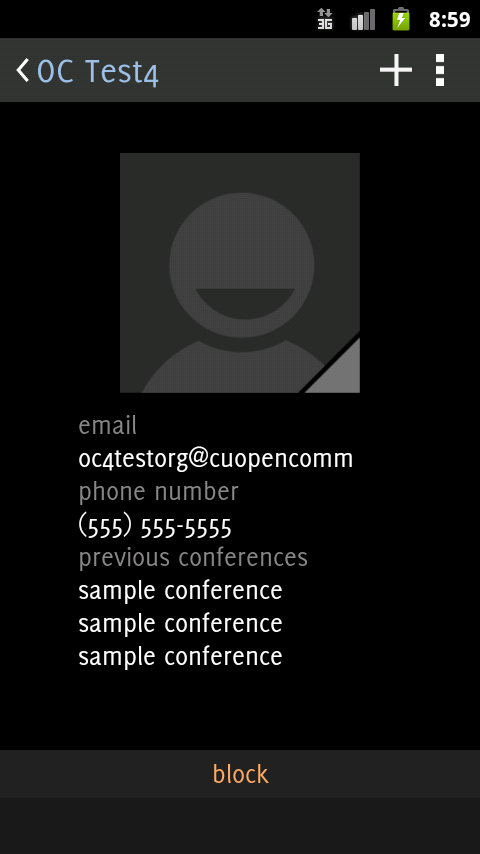 3G 8:59
OC Test4
email
oc4testorg@cuopencomm
phone number
(555) 555-5555
previous conferences
sample conference
sample conference
sample conference
block